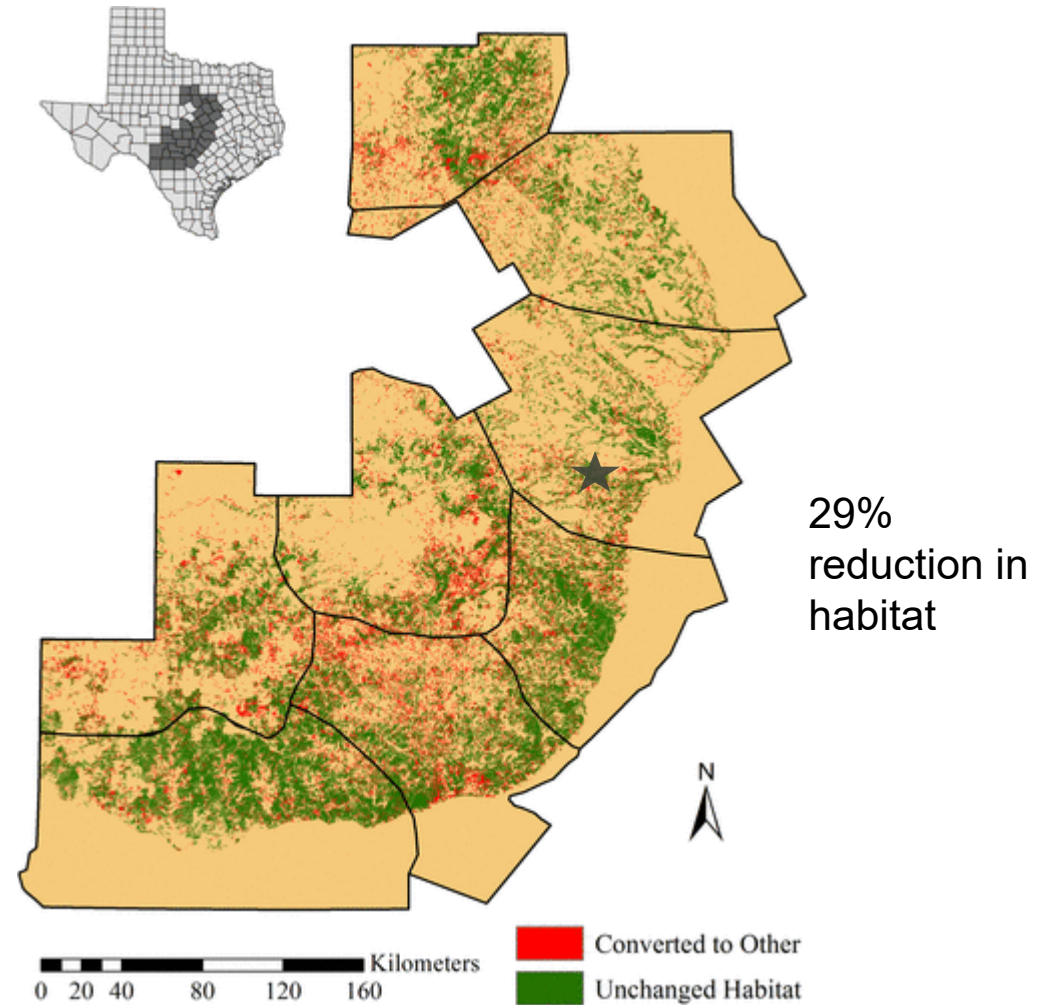 29%
reduction in
habitat
N
Kilometers
0 20 40 80 120 160
Converted to Other
Unchanged Habitat